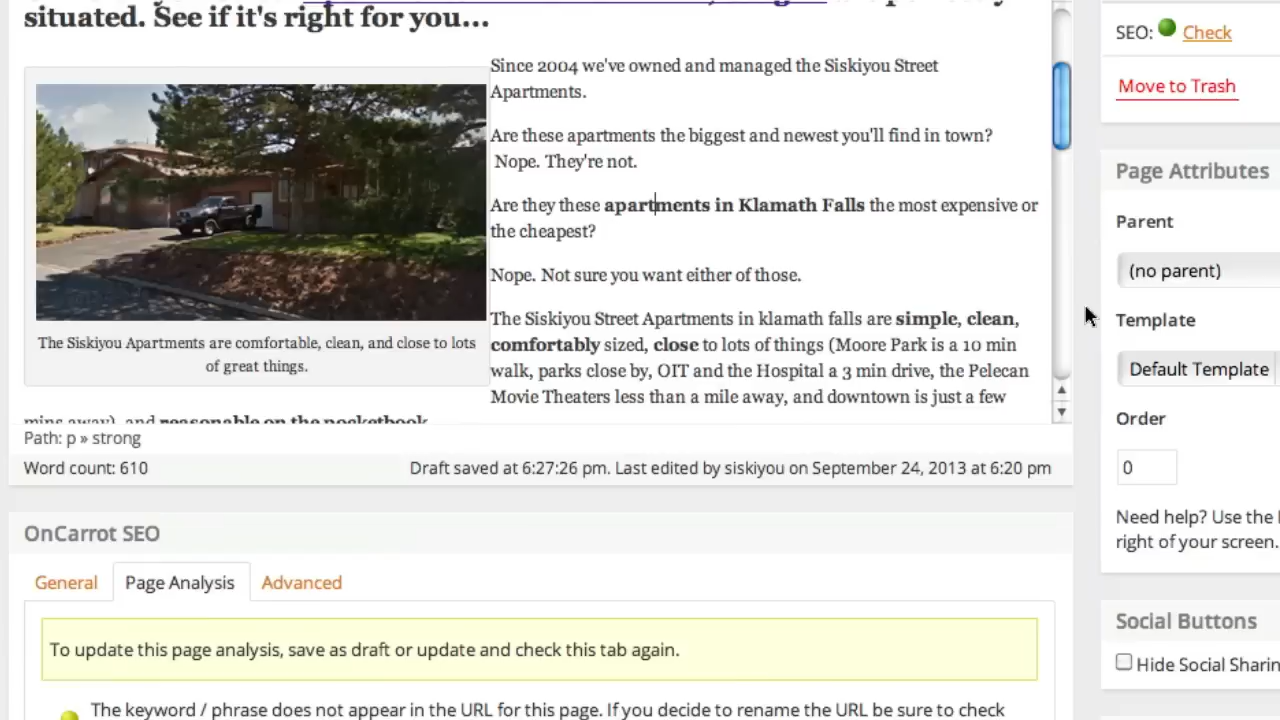 situated. See if it's right for you...
Since 2004 we've owned and managed the Siskiyou Street
Apartments.
Are these apartments the biggest and newest you'll find in town?
Nope. They're not.
Are they these apartments in Klamath Falls the most expensive or
the cheapest?
Nope. Not sure you want either of those.
The Siskiyou Street Apartments in klamath falls are simple, clean,
comfortably sized, close to lots of things (Moore Park is a 10 min
walk, parks close by, OIT and the Hospital a 3 min drive, the Pelecan
Movie Theaters less than a mile away, and downtown is just a few
mins away), and reasonable on the pocketbook
The Siskiyou Apartments are comfortable, clean, and close to lots
of great things.
Path: p » strong
Word count: 610
Draft saved at 6:27:26 pm. Last edited by siskiyou on September 24, 2013 at 6:20 pm
OnCarrot SEO
General
Page Analysis
Advanced
To update this page analysis, save as draft or update and check this tab again.
The keyword / phrase does not appear in the URL for this page. If you decide to rename the URL be sure to check
SEO: Check
Move to Trash
Page Attributes
Parent
(no parent)
Template
Default Template
Order
0
Need help? Use the
right of your screen.
Social Buttons
Hide Social Sharin